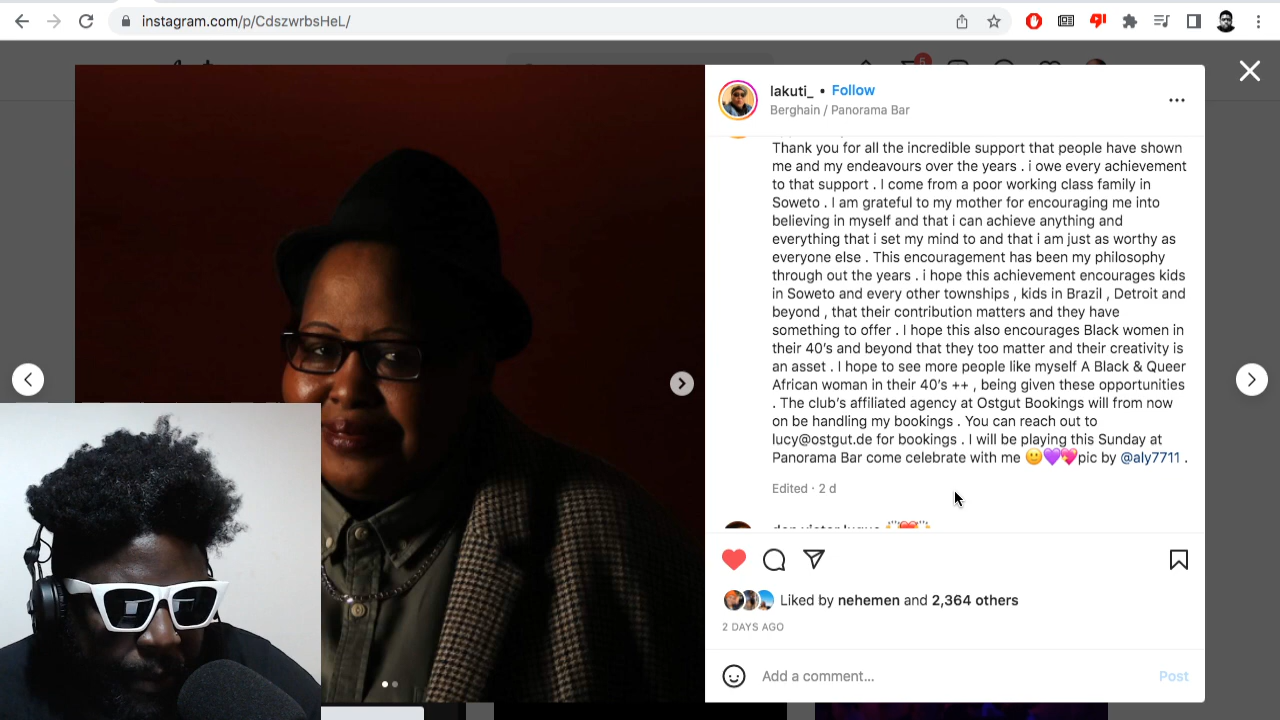 instagram.com/p/CdszwrbsHeL/
lakuti_ • Follow
Berghain / Panorama Bar
Thank you for all the incredible support that people have shown
me and my endeavours over the years . i owe every achievement
to that support . I come from a poor working class family in
Soweto . I am grateful to my mother for encouraging me into
believing in myself and that i can achieve anything and
everything that i set my mind to and that i am just as worthy as
everyone else . This encouragement has been my philosophy
through out the years . i hope this achievement encourages kids
in Soweto and every other townships , kids in Brazil , Detroit and
beyond , that their contribution matters and they have
something to offer . I hope this also encourages Black women in
their 40’s and beyond that they too matter and their creativity is
an asset . I hope to see more people like myself A Black & Queer
African woman in their 40’s ++ , being given these opportunities
. The club’s affiliated agency at Ostgut Bookings will from now
on be handling my bookings . You can reach out to
lucy@ostgut.de for bookings . I will be playing this Sunday at
Panorama Bar come celebrate with me 🙂💜💖pic by @aly7711 .
Edited · 2 d
Liked by nehemen and 2,364 others
2 DAYS AGO
Add a comment...
Post